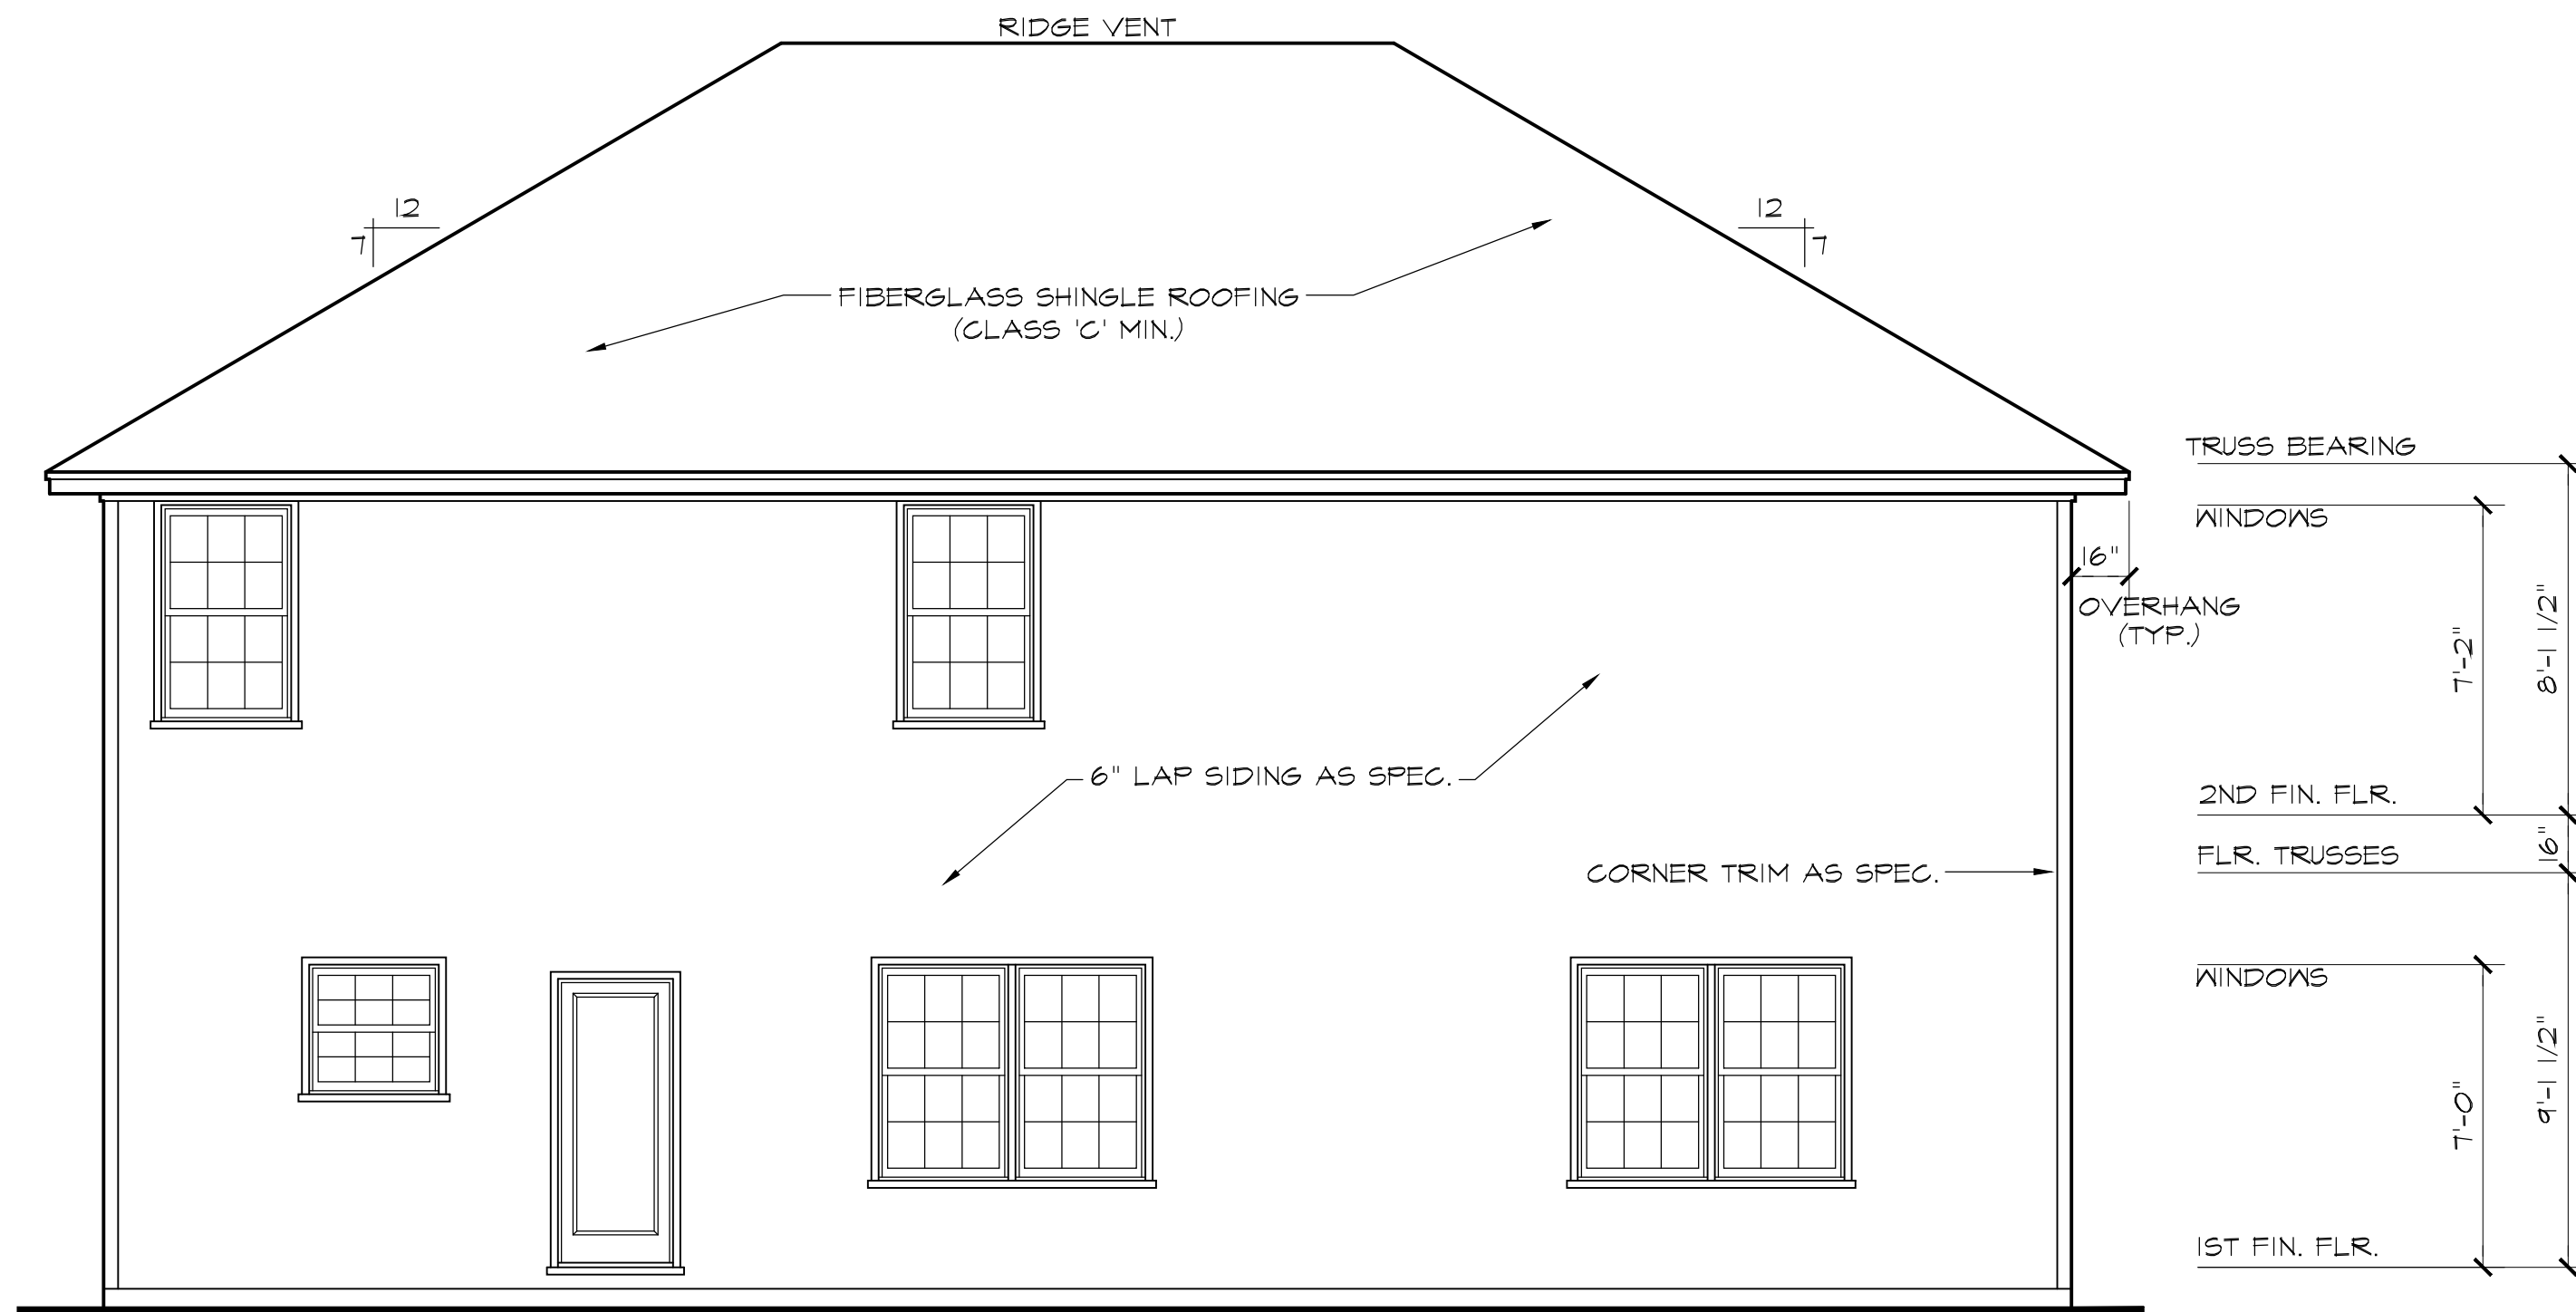 RIDGE VENT
12
7
12
7
FIBERGLASS SHINGLE ROOFING
(CLASS 'C' MIN.)
TRUSS BEARING
WINDOWS
16"
OVERHANG
(TYP.)
7'-2"
8'-1 1/2"
6" LAP SIDING AS SPEC.
2ND FIN. FLR.
16"
FLR. TRUSSES
CORNER TRIM AS SPEC.
WINDOWS
7'-0"
9'-1 1/2"
1ST FIN. FLR.